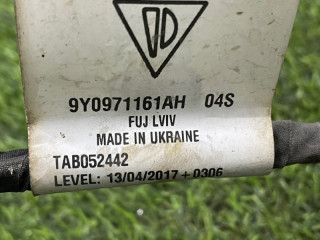 9Y0971161AH 04S
FUJ LVIV
MADE IN UKRAINE
TAB052442
LEVEL: 13/04/2017 + 0306